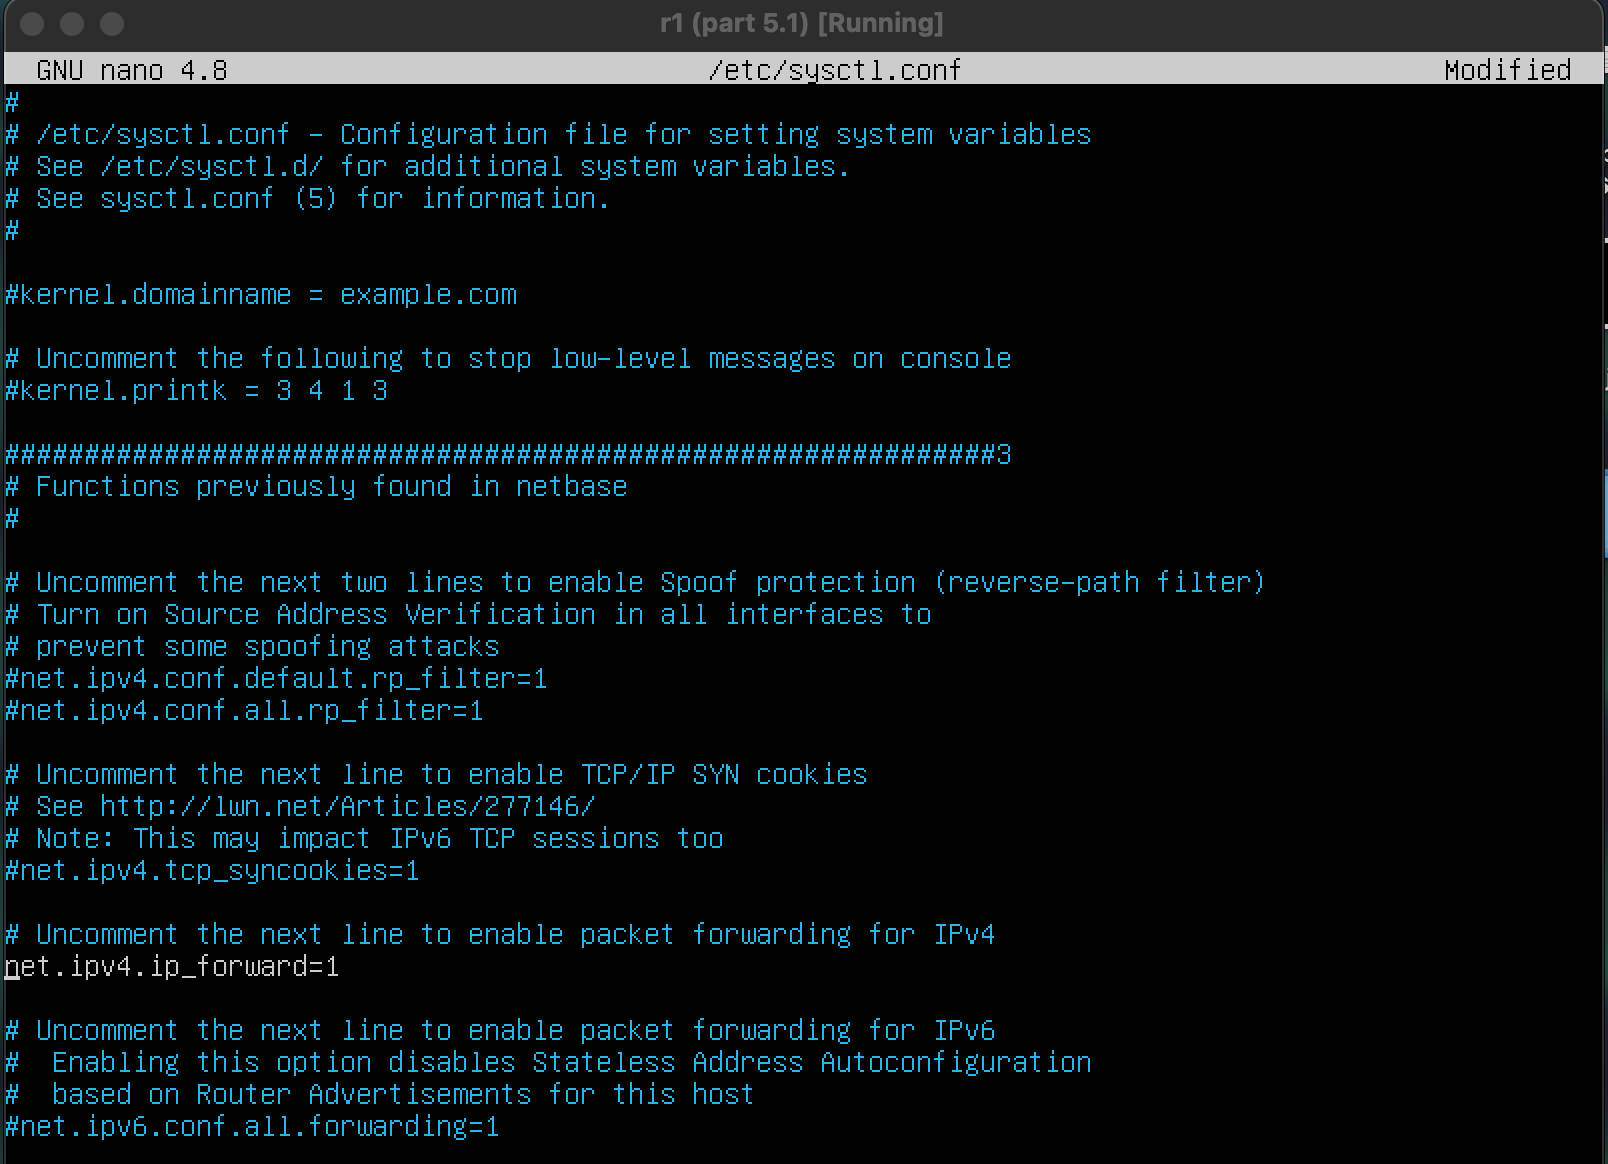 r1 (part 5.1) [Running]
GNU nano 4.8 /etc/sysctl.conf Modified
#
# /etc/sysctl.conf - Configuration file for setting system variables
# See /etc/sysctl.d/ for additional system variables.
# See sysctl.conf (5) for information.
#
#kernel.domainname = example.com
# Uncomment the following to stop low-level messages on console
#kernel.printk = 3 4 1 3
##############################################################3
# Functions previously found in netbase
#
# Uncomment the next two lines to enable Spoof protection (reverse-path filter)
# Turn on Source Address Verification in all interfaces to
# prevent some spoofing attacks
#net.ipv4.conf.default.rp_filter=1
#net.ipv4.conf.all.rp_filter=1
# Uncomment the next line to enable TCP/IP SYN cookies
# See http://lwn.net/Articles/277146/
# Note: This may impact IPv6 TCP sessions too
#net.ipv4.tcp_syncookies=1
# Uncomment the next line to enable packet forwarding for IPv4
net.ipv4.ip_forward=1
# Uncomment the next line to enable packet forwarding for IPv6
#  Enabling this option disables Stateless Address Autoconfiguration
#  based on Router Advertisements for this host
#net.ipv6.conf.all.forwarding=1